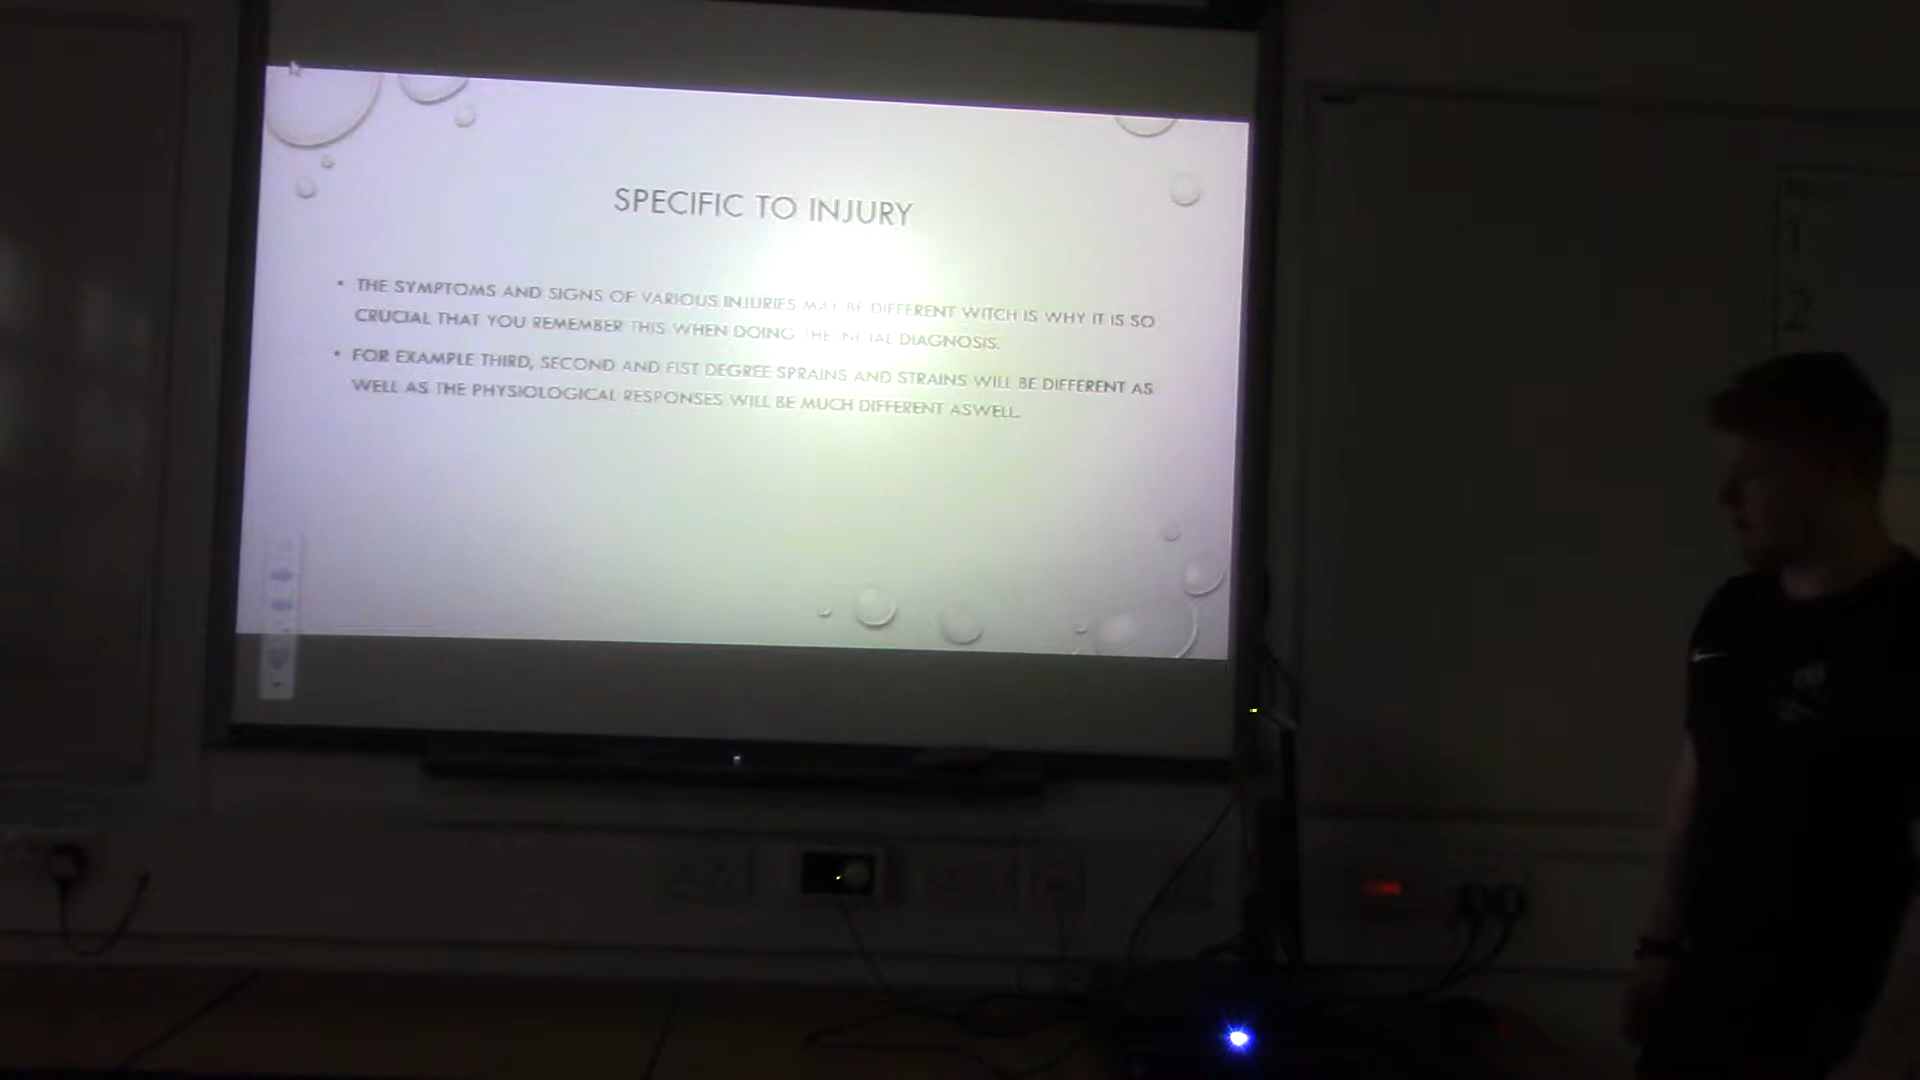 SPECIFIC TO INJURY
• THE SYMPTOMS AND SIGNS OF VARIOUS INJURIES MAY BE DIFFERENT WITCH IS WHY IT IS SO
CRUCIAL THAT YOU REMEMBER THIS WHEN DOING THE INITIAL DIAGNOSIS.
• FOR EXAMPLE THIRD, SECOND AND FIST DEGREE SPRAINS AND STRAINS WILL BE DIFFERENT AS
WELL AS THE PHYSIOLOGICAL RESPONSES WILL BE MUCH DIFFERENT ASWELL.
1
2